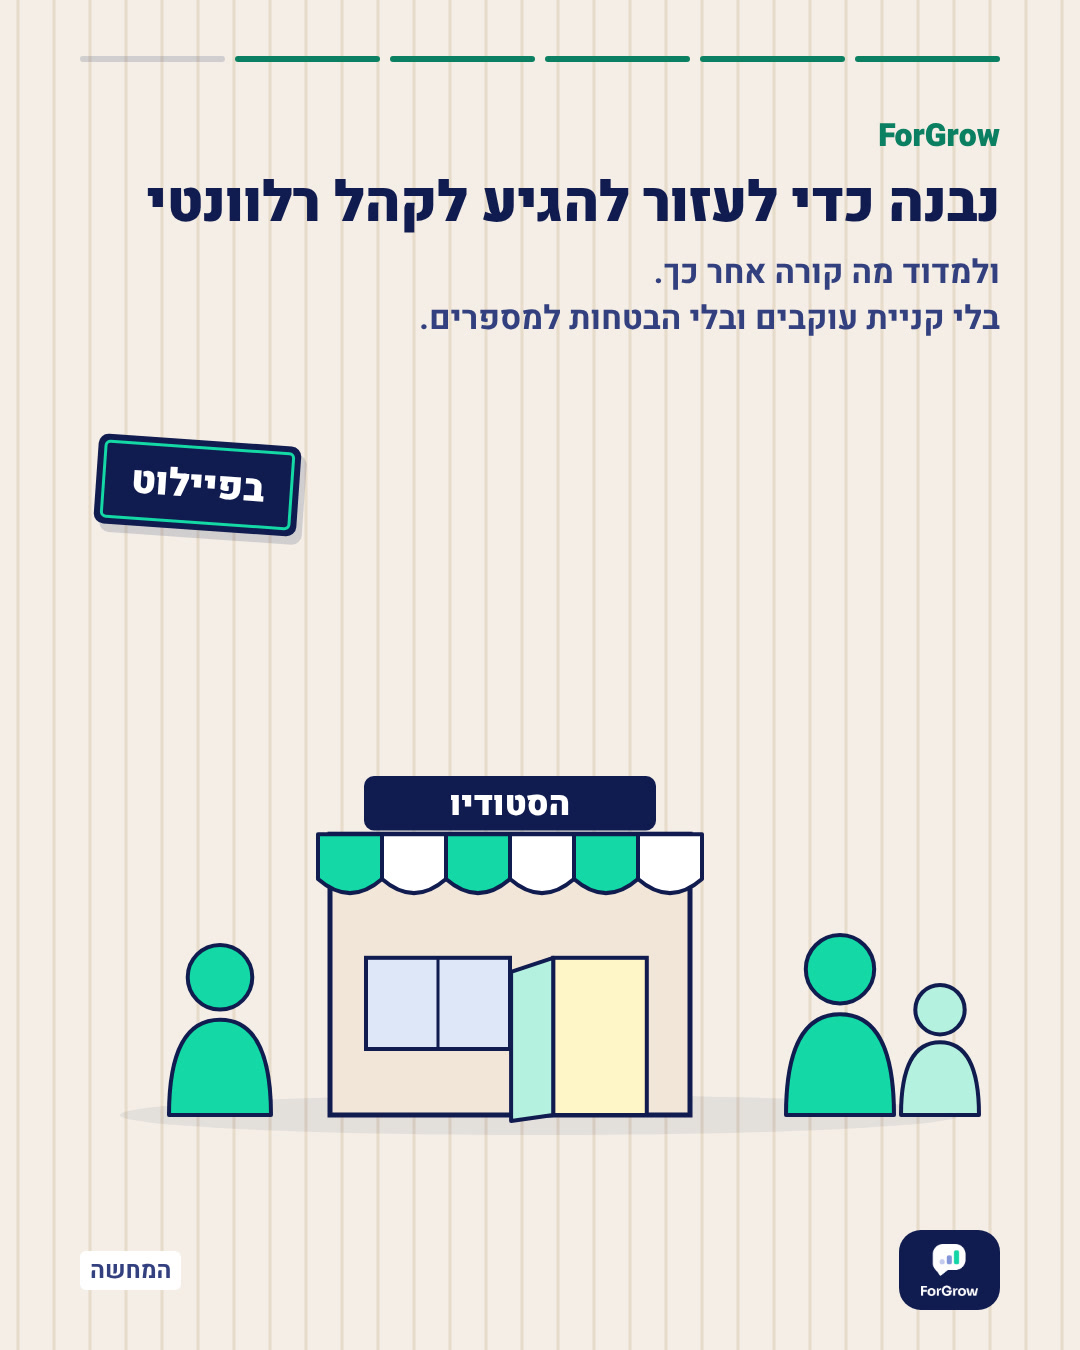 ForGrow
נבנה כדי לעזור להגיע לקהל רלוונטי
ולמדוד מה קורה אחר כך.
בלי קניית עוקבים ובלי הבטחות למספרים.
בפיילוט
הסטודיו
המחשה
ForGrow